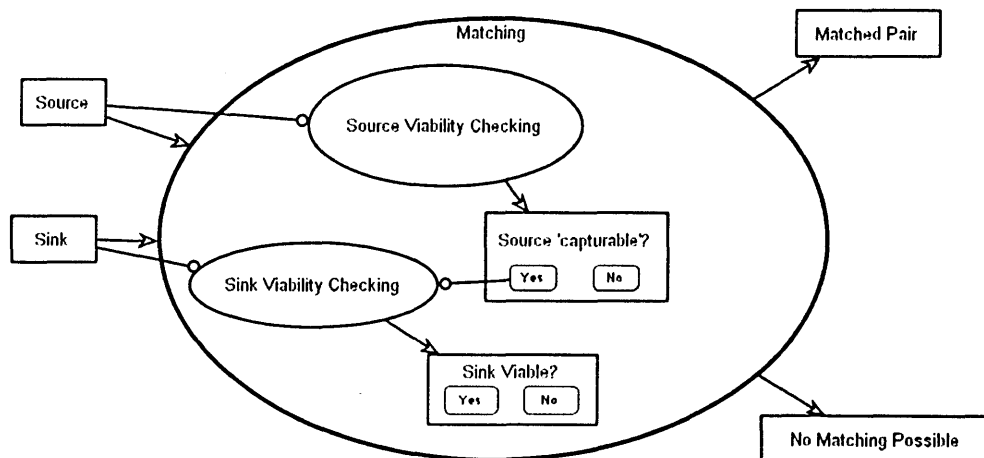 Matching
Matched Pair
Source
Source Viability Checking
Source 'capturable'?
Yes
No
Sink
Sink Viability Checking
Sink Viable?
Yes
No
No Matching Possible